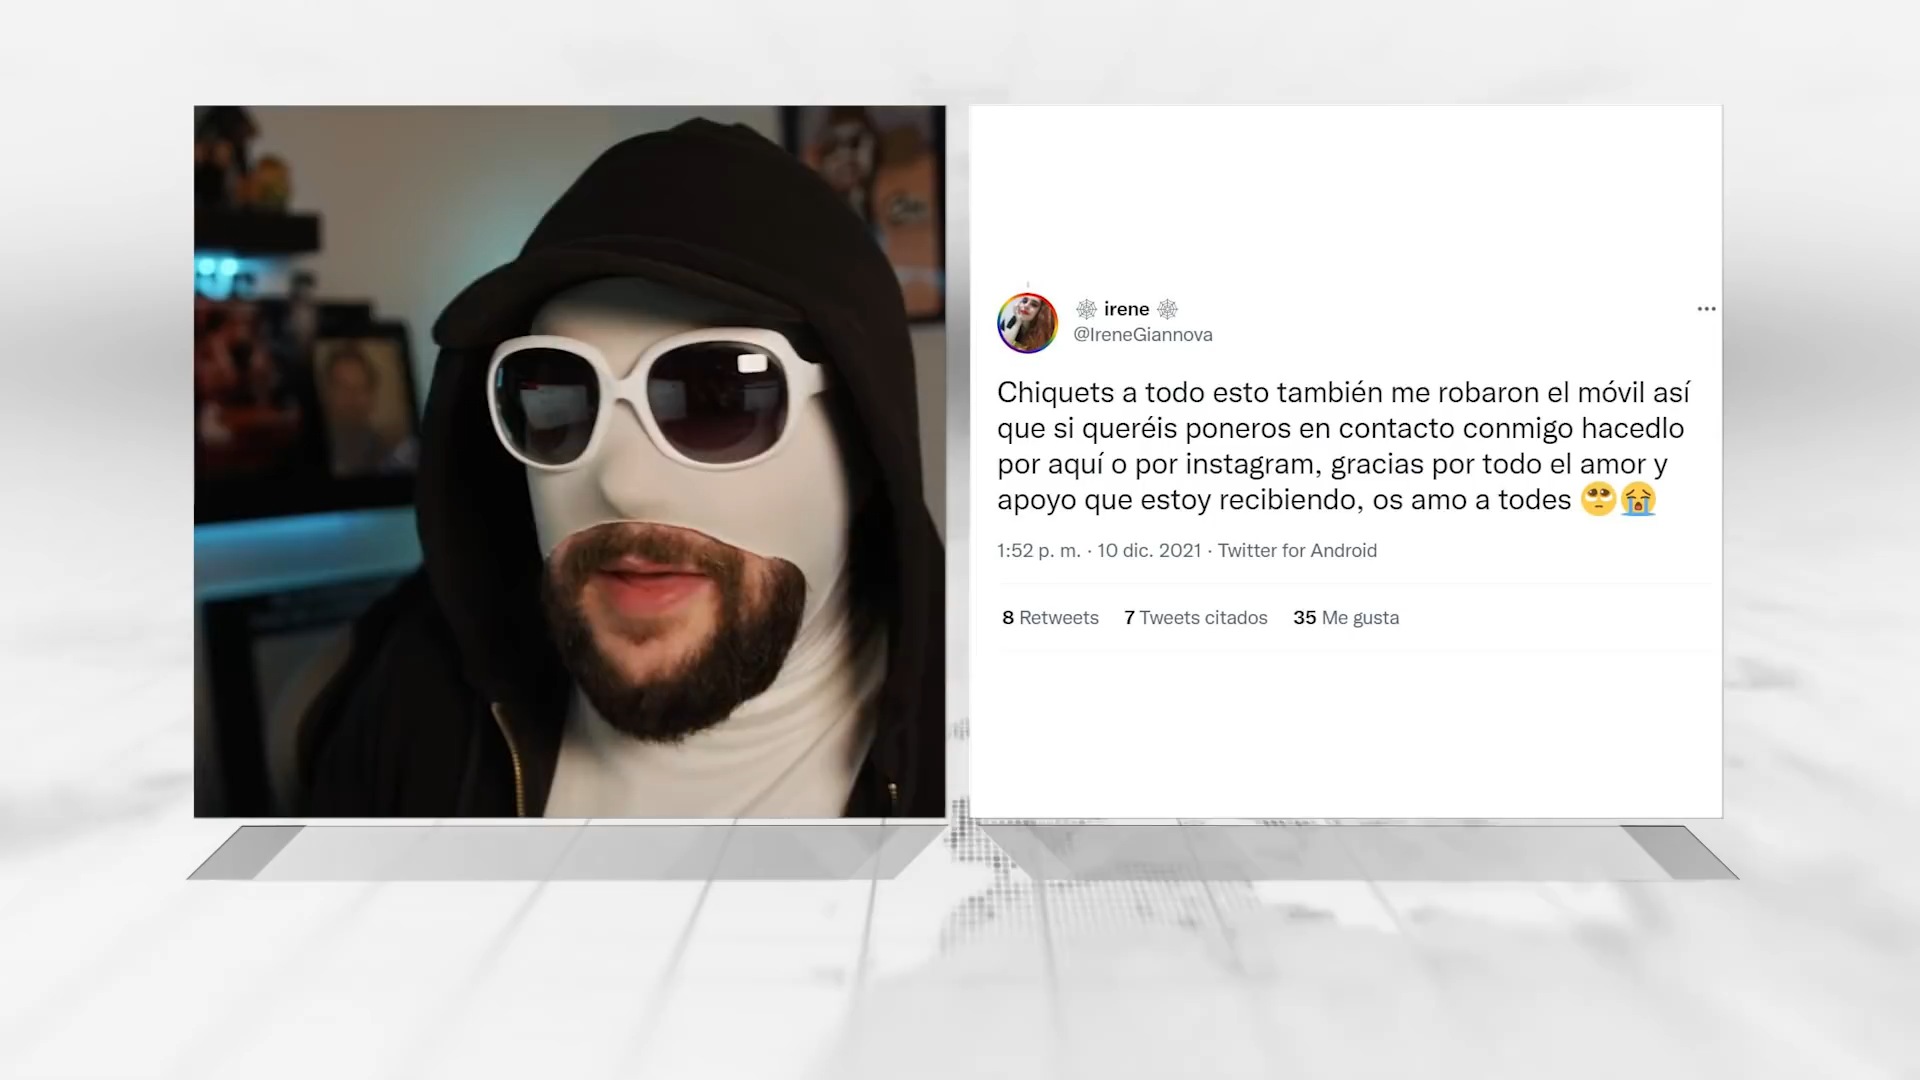 🕸 irene 🕸
@IreneGiannova
Chiquets a todo esto también me robaron el móvil así
que si queréis poneros en contacto conmigo hacedlo
por aquí o por instagram, gracias por todo el amor y
apoyo que estoy recibiendo, os amo a todes 🥺😭
1:52 p. m. · 10 dic. 2021 · Twitter for Android
8 Retweets 7 Tweets citados 35 Me gusta